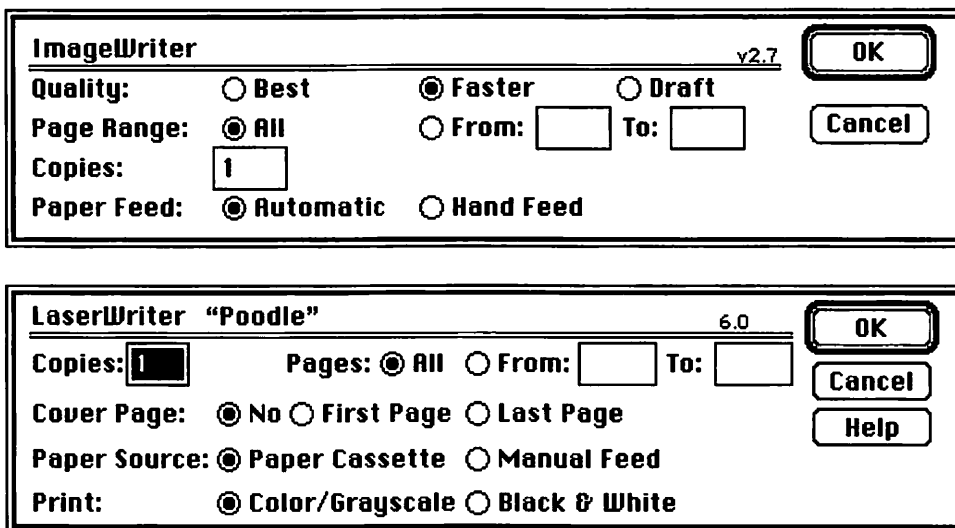 ImageWriter v2.7 OK
Quality: Best Faster Draft
Page Range: All From: To: Cancel
Copies: 1
Paper Feed: Automatic Hand Feed
LaserWriter “Poodle” 6.0 OK
Copies: 1 Pages: All From: To: Cancel
Cover Page: No First Page Last Page Help
Paper Source: Paper Cassette Manual Feed
Print: Color/Grayscale Black & White